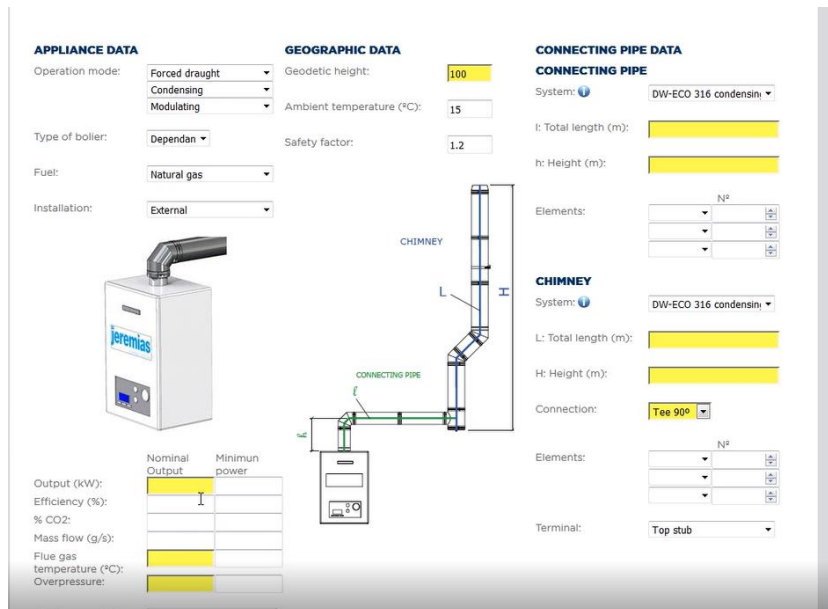 APPLIANCE DATA
Operation mode:
Forced draught
Condensing
Modulating
Type of bolier:
Dependan
Fuel:
Natural gas
Installation:
External
jeremias
Nominal Output
Minimun power
Output (kW):
Efficiency (%):
% CO2:
Mass flow (g/s):
Flue gas
temperature (ºC):
Overpressure:
GEOGRAPHIC DATA
Geodetic height:
100
Ambient temperature (ºC):
15
Safety factor:
1.2
CHIMNEY
L
H
CONNECTING PIPE
ℓ
h
CONNECTING PIPE DATA
CONNECTING PIPE
System:
DW-ECO 316 condensin
l: Total length (m):
h: Height (m):
Nº
Elements:
CHIMNEY
System:
DW-ECO 316 condensin
L: Total length (m):
H: Height (m):
Connection:
Tee 90º
Nº
Elements:
Terminal:
Top stub